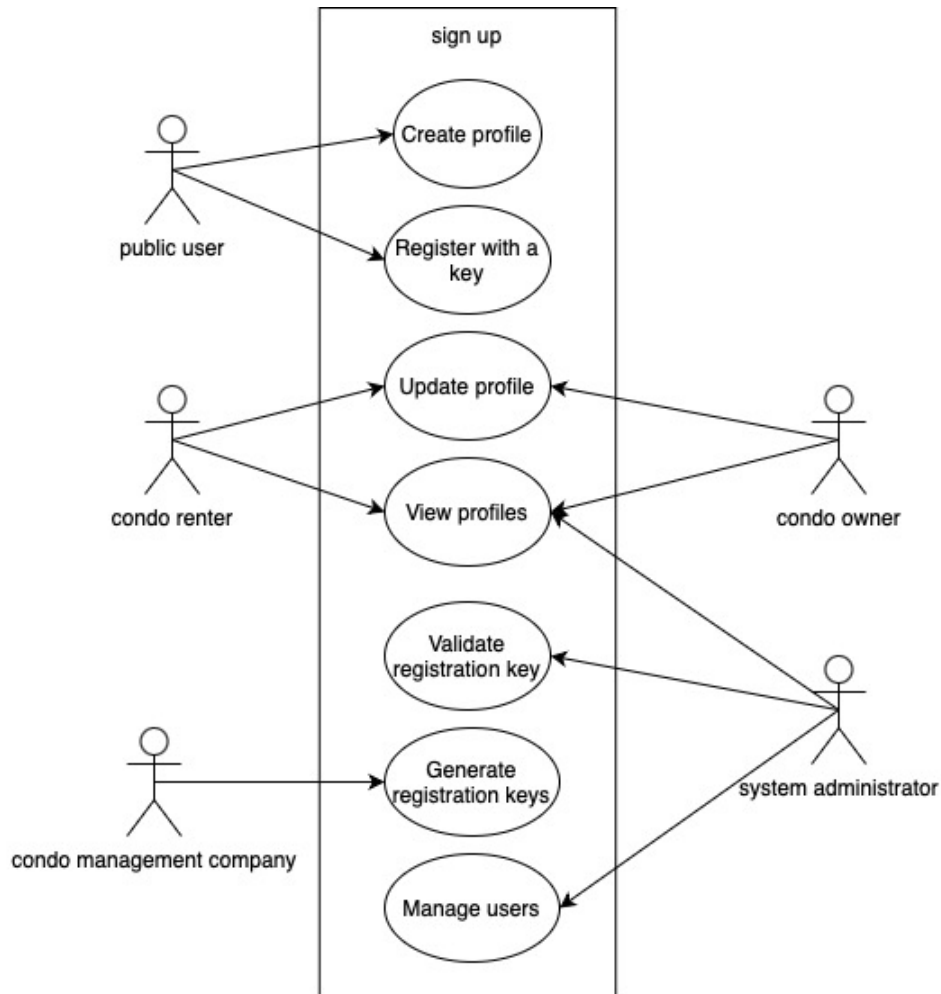 sign up
Create profile
public user
Register with a
key
Update profile
condo renter
condo owner
View profiles
Validate
registration key
Generate
registration keys
system administrator
condo management company
Manage users